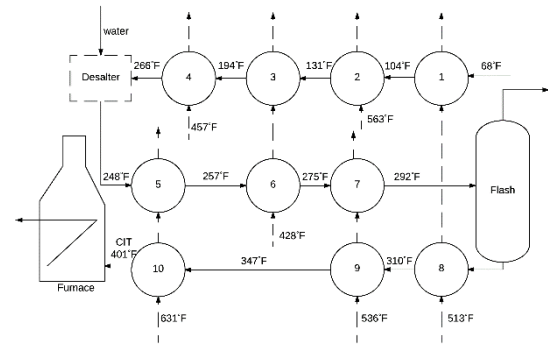 water
Desalter
266°F
4
194°F
3
131°F
2
104°F
1
68°F
457°F
563°F
248°F
5
257°F
6
275°F
7
292°F
Flash
428°F
CIT
401°F
10
347°F
9
310°F
8
Furnace
631°F
536°F
513°F